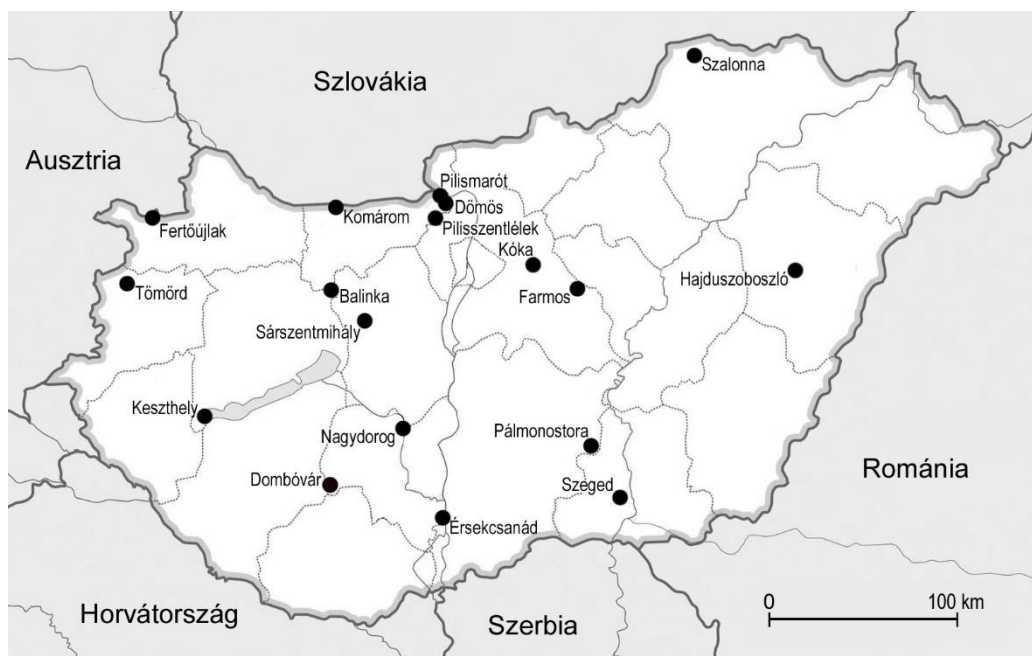 Szlovákia
Szalonna
Ausztria
Pilismarót
Dömös
Komárom
Pilisszentlélek
Fertőújlak
Kóka
Hajduszoboszló
Tömörd
Balinka
Farmos
Sárszentmihály
Keszthely
Nagydorog
Pálmonostora
Románia
Dombóvár
Szeged
Érsekcsanád
Horvátország
Szerbia
0
100 km